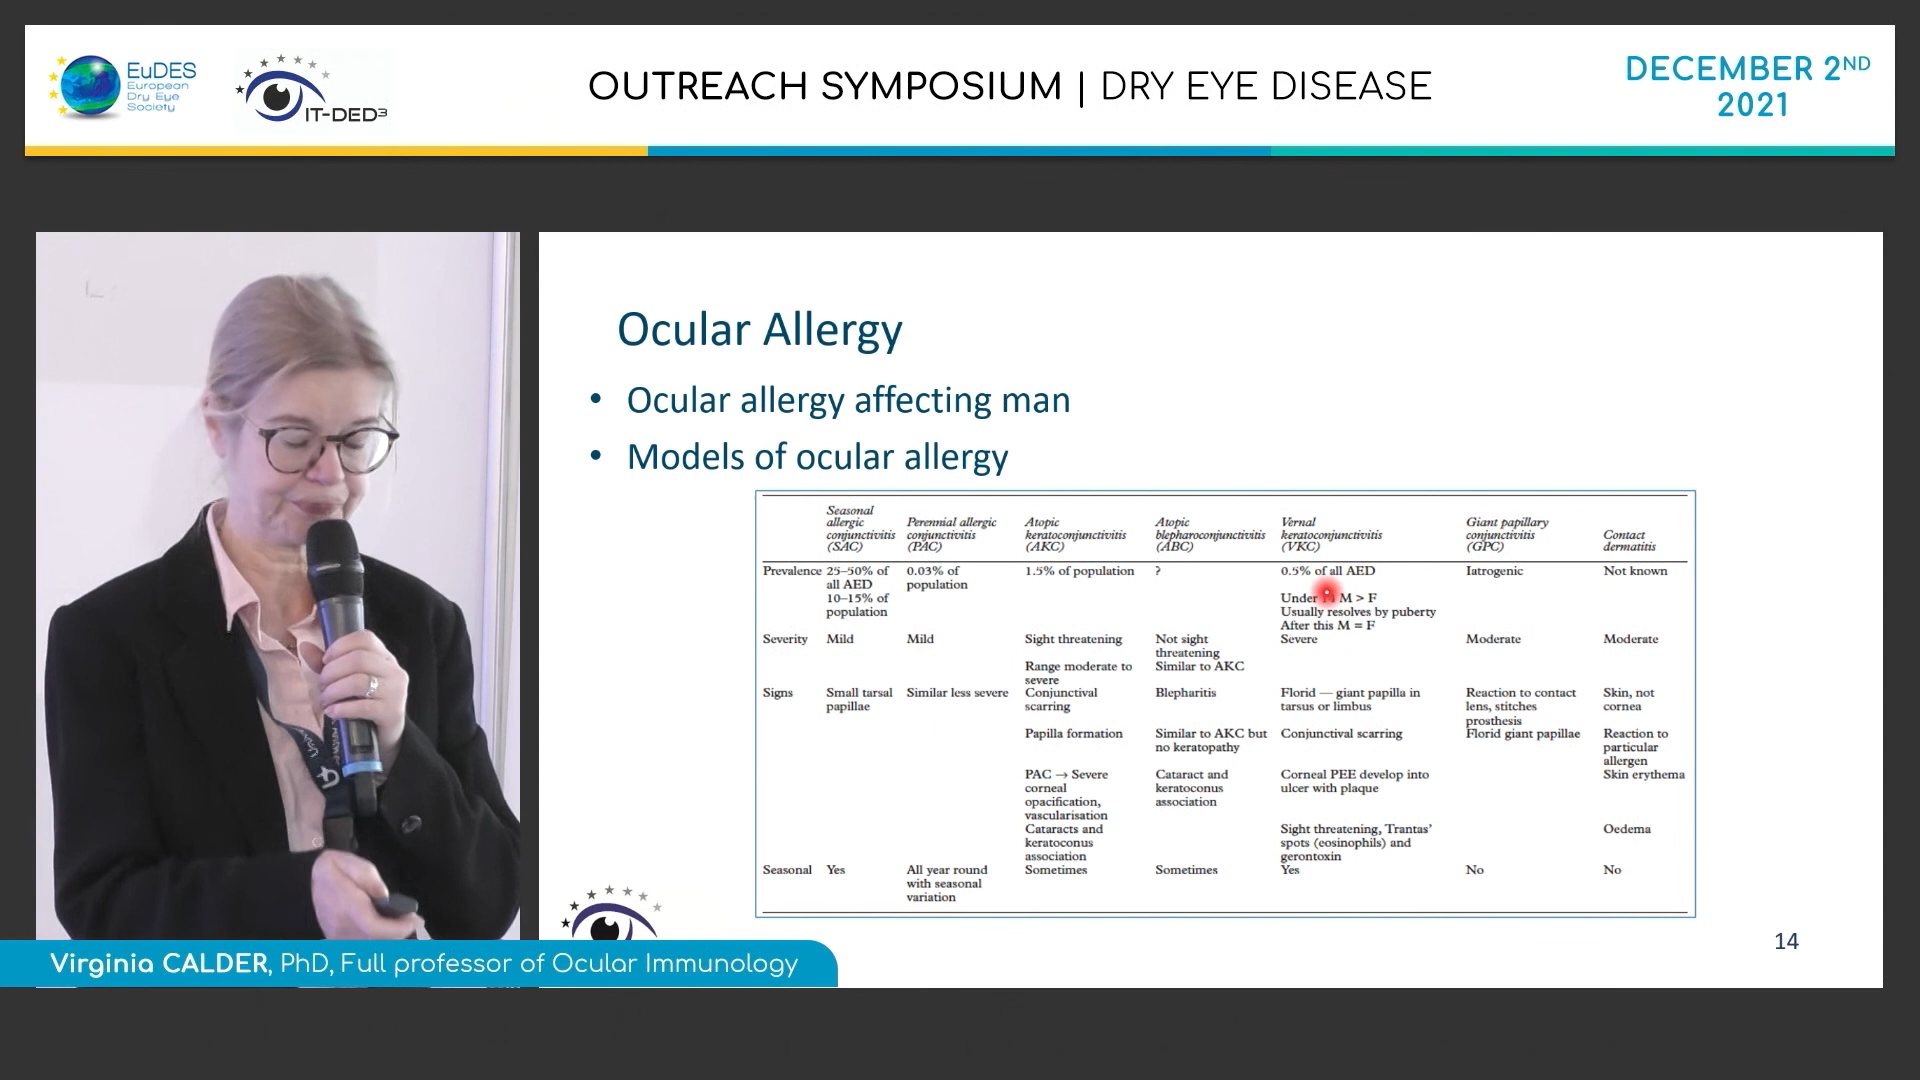 EuDES
European
Dry Eye
Society
IT-DED³
OUTREACH SYMPOSIUM | DRY EYE DISEASE
DECEMBER 2ND
2021
Ocular Allergy
• Ocular allergy affecting man
• Models of ocular allergy
Seasonal allergic conjunctivitis (SAC)
Perennial allergic conjunctivitis (PAC)
Atopic keratoconjunctivitis (AKC)
Atopic blepharoconjunctivitis (ABC)
Vernal keratoconjunctivitis (VKC)
Giant papillary conjunctivitis (GPC)
Contact dermatitis
Prevalence
25–50% of all AED
10–15% of population
0.03% of population
1.5% of population
?
0.5% of all AED
Under M > F
Usually resolves by puberty
After this M = F
Iatrogenic
Not known
Severity
Mild
Mild
Sight threatening
Range moderate to severe
Not sight threatening
Similar to AKC
Severe
Moderate
Moderate
Signs
Small tarsal papillae
Similar less severe
Conjunctival scarring
Papilla formation
PAC → Severe corneal opacification, vascularisation
Cataracts and keratoconus association
Blepharitis
Similar to AKC but no keratopathy
Cataract and keratoconus association
Florid — giant papilla in tarsus or limbus
Conjunctival scarring
Corneal PEE develop into ulcer with plaque
Sight threatening, Trantas' spots (eosinophils) and gerontoxin
Reaction to contact lens, stitches prosthesis
Florid giant papillae
Skin, not cornea
Reaction to particular allergen
Skin erythema
Oedema
Seasonal
Yes
All year round with seasonal variation
Sometimes
Sometimes
Yes
No
No
14
Virginia CALDER, PhD, Full professor of Ocular Immunology